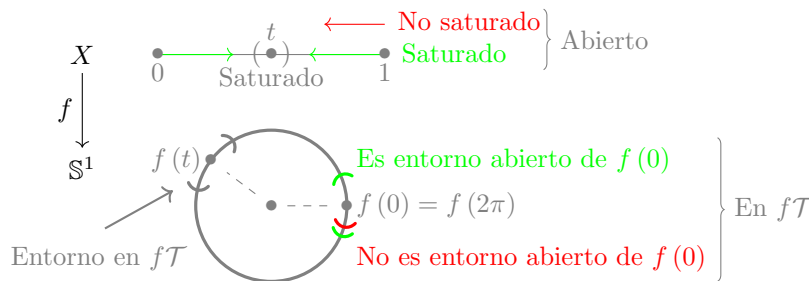 No saturado
t
X
( )
Saturado
Abierto
0
Saturado
1
f
𝕊¹
f (t)
Es entorno abierto de f (0)
f (0) = f (2π)
En f𝒯
Entorno en f𝒯
No es entorno abierto de f (0)